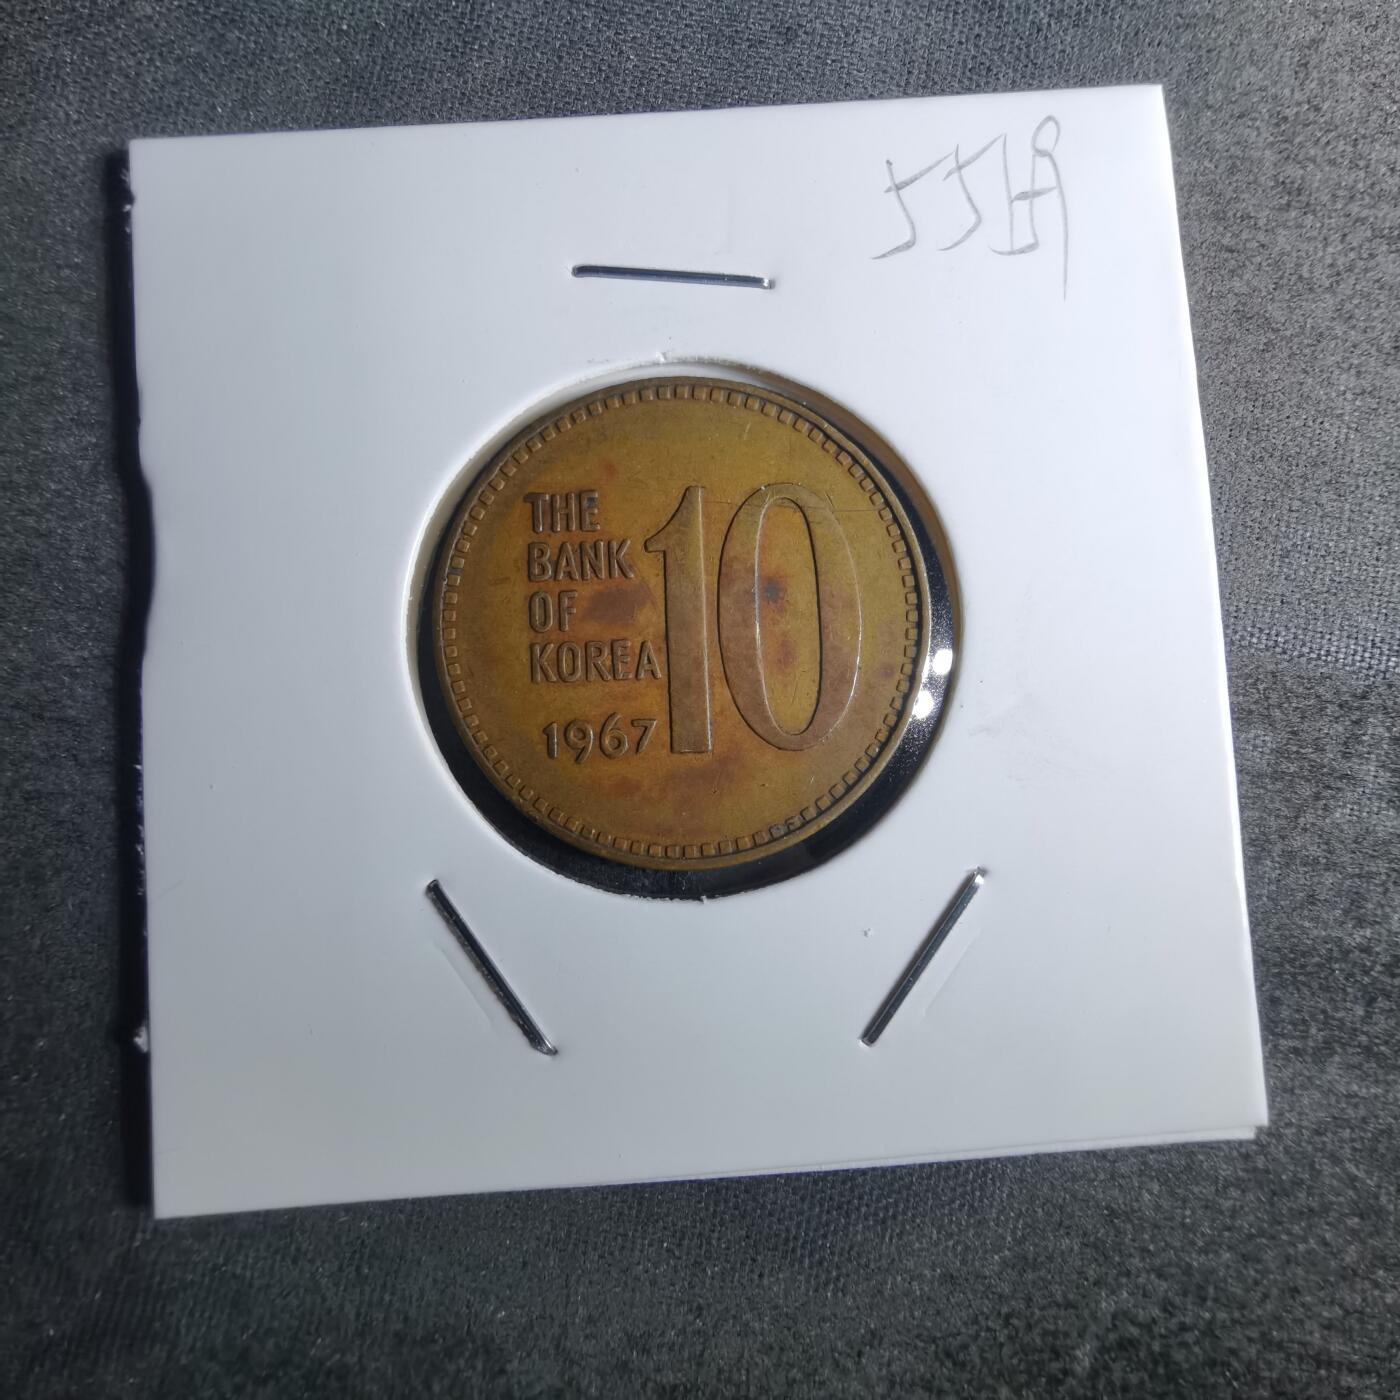 THE
BANK
OF
KOREA
1967
10